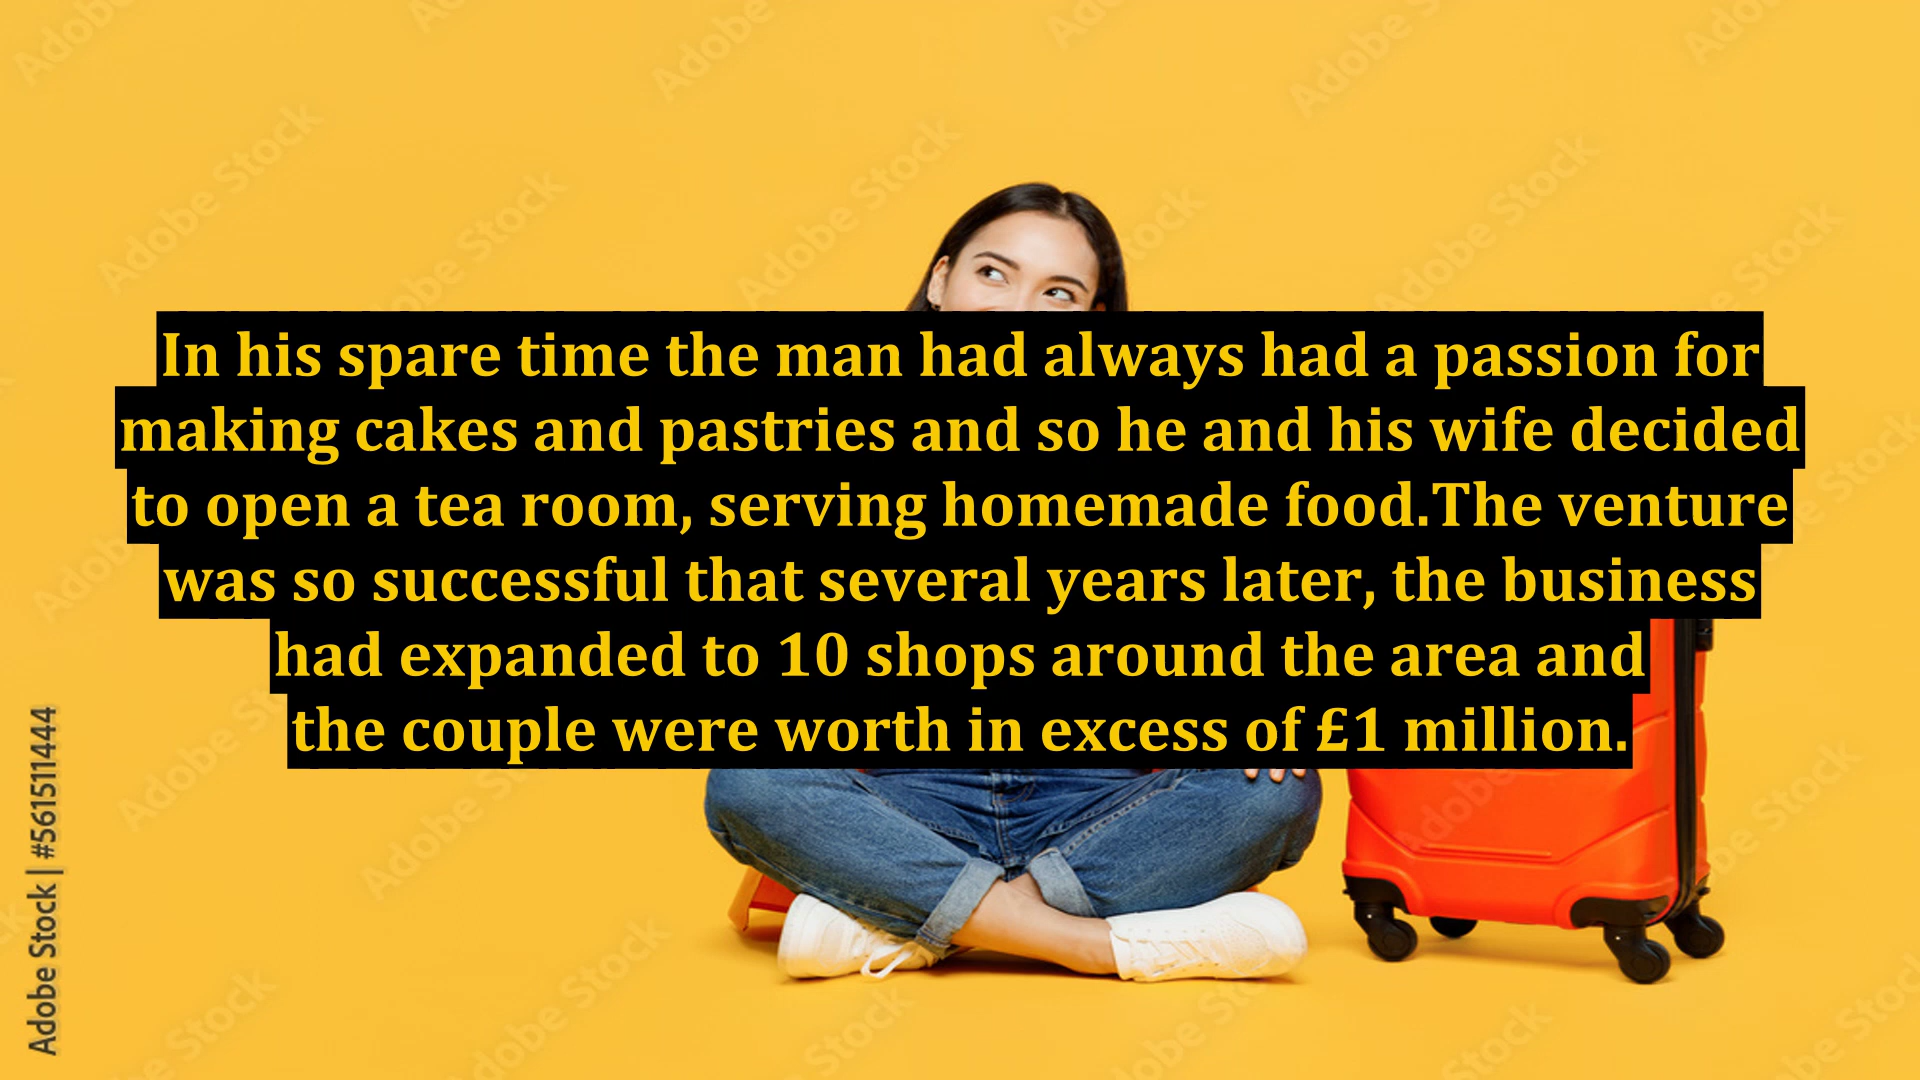 In his spare time the man had always had a passion for
making cakes and pastries and so he and his wife decided
to open a tea room, serving homemade food.The venture
was so successful that several years later, the business
had expanded to 10 shops around the area and
the couple were worth in excess of £1 million.
Adobe Stock | #561511444